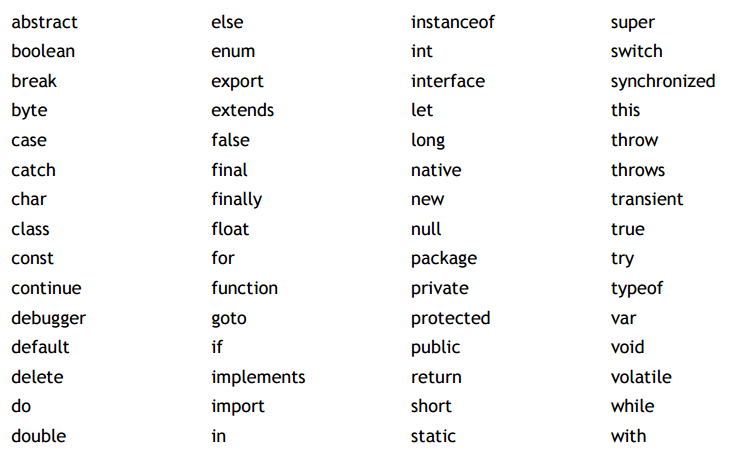 abstract else instanceof super
boolean enum int switch
break export interface synchronized
byte extends let this
case false long throw
catch final native throws
char finally new transient
class float null true
const for package try
continue function private typeof
debugger goto protected var
default if public void
delete implements return volatile
do import short while
double in static with